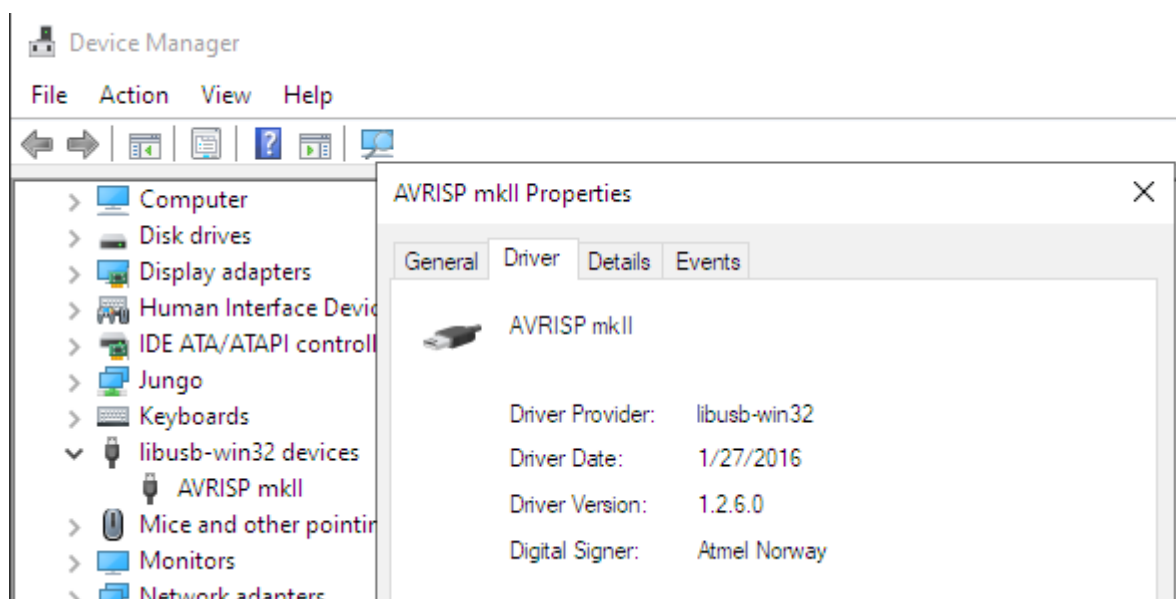 Device Manager
File Action View Help
Computer
Disk drives
Display adapters
Human Interface Devic
IDE ATA/ATAPI controll
Jungo
Keyboards
libusb-win32 devices
AVRISP mkII
Mice and other pointin
Monitors
Network adapters
AVRISP mkII Properties
General Driver Details Events
AVRISP mkII
Driver Provider: libusb-win32
Driver Date: 1/27/2016
Driver Version: 1.2.6.0
Digital Signer: Atmel Norway